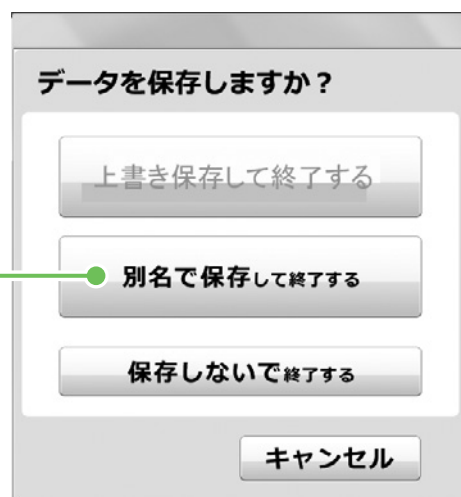 データを保存しますか？
上書き保存して終了する
別名で保存して終了する
保存しないで終了する
キャンセル